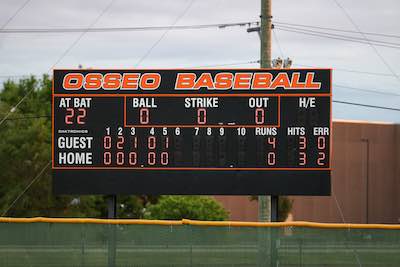 OSSEO BASEBALL
AT BAT BALL STRIKE OUT H/E
22 0 0 0
DAKTRONICS 1 2 3 4 5 6 7 8 9 10 RUNS HITS ERR
GUEST 0 2 1 0 1 4 3 0
HOME 0 0 0 0 0 3 2